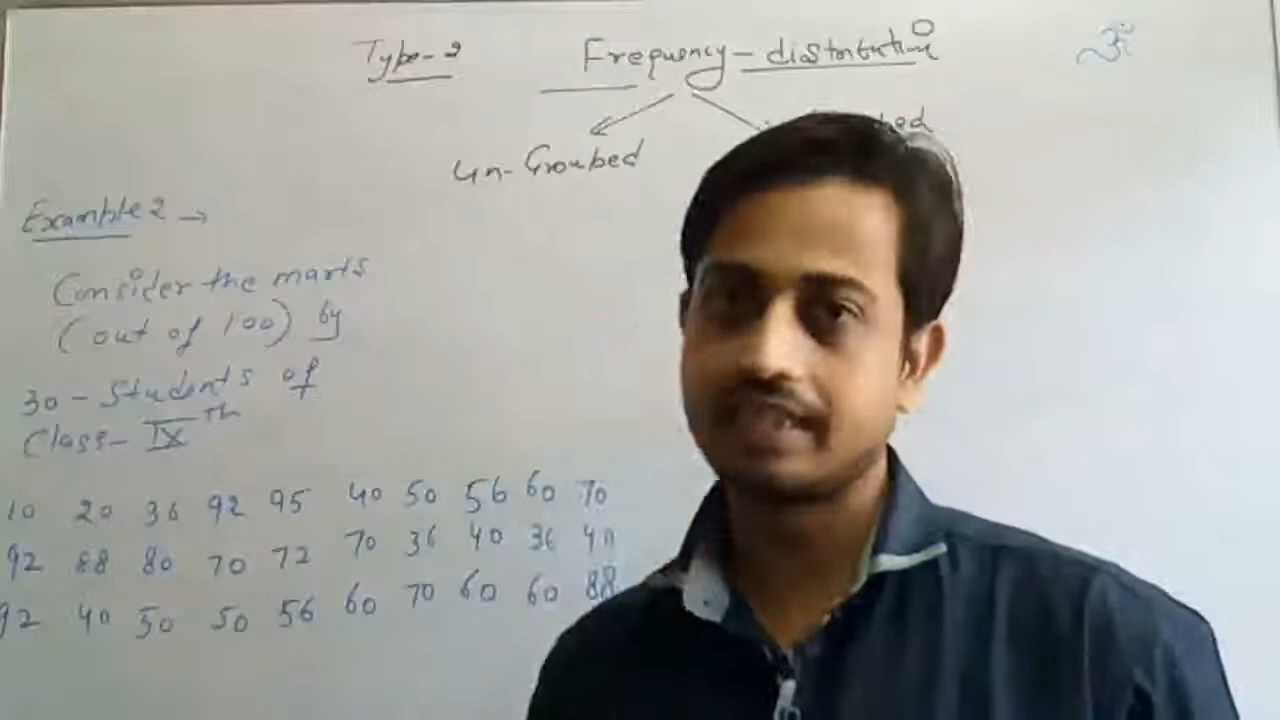 Type-2 Frequency-distribution
ॐ
Un-Grouped
Example 2 →
Consider the marks
(out of 100) by
30-Students of
Class-IXth
10 20 36 92 95 40 50 56 60 70
92 88 80 70 72 70 36 40 36 40
92 40 50 50 56 60 70 60 60 88